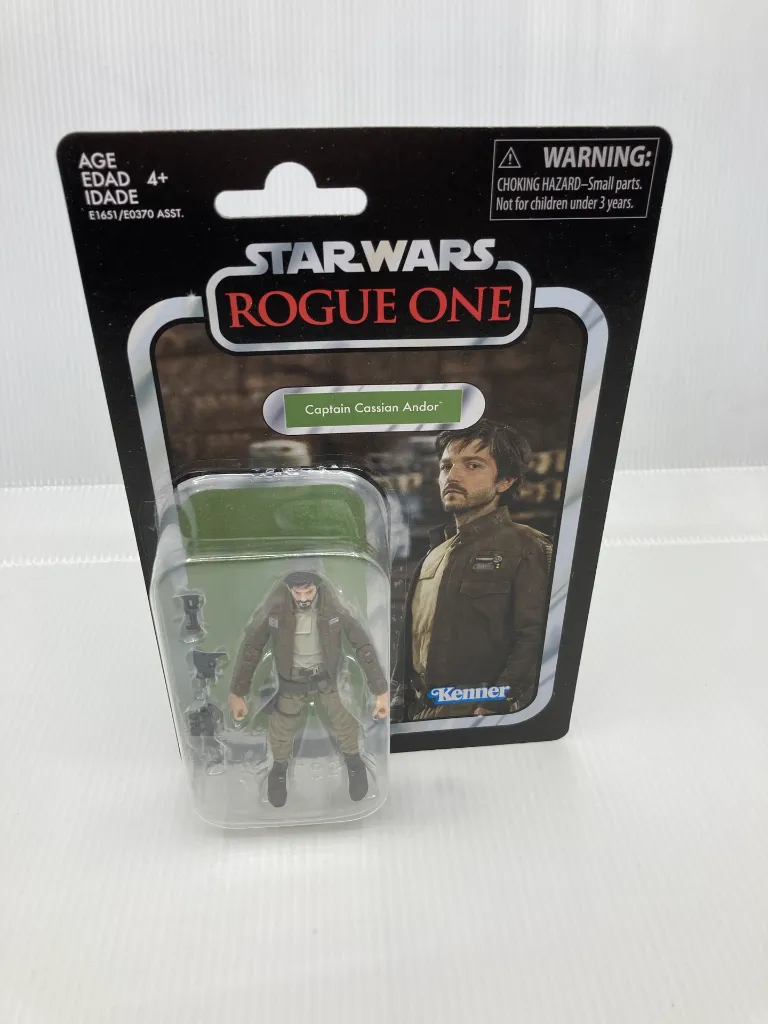 AGE
EDAD 4+
IDADE
E1651/E0370 ASST.
⚠ WARNING:
CHOKING HAZARD–Small parts.
Not for children under 3 years.
STAR WARS
ROGUE ONE
Captain Cassian Andor™
Kenner